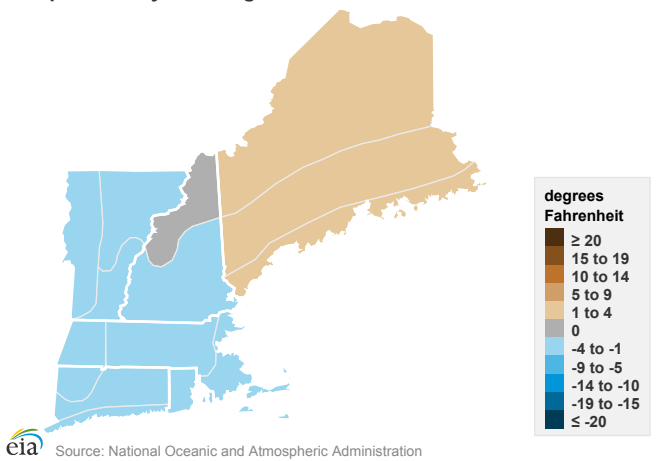 degrees
Fahrenheit
≥ 20
15 to 19
10 to 14
5 to 9
1 to 4
0
-4 to -1
-9 to -5
-14 to -10
-19 to -15
≤ -20
eia Source: National Oceanic and Atmospheric Administration